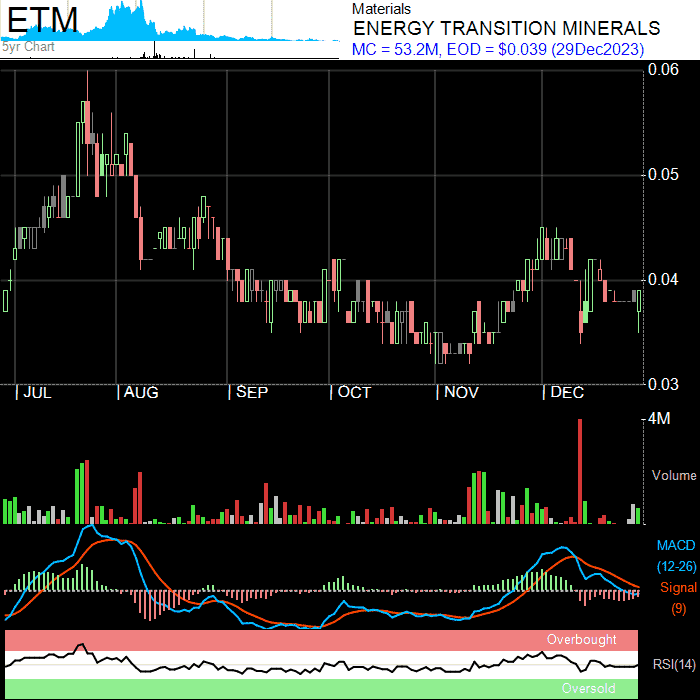 ETM
5yr Chart
Materials
ENERGY TRANSITION MINERALS
MC = 53.2M, EOD = $0.039 (29Dec2023)
0.06
0.05
0.04
0.03
JUL AUG SEP OCT NOV DEC
4M
Volume
MACD
(12-26)
Signal
(9)
Overbought
RSI(14)
Oversold